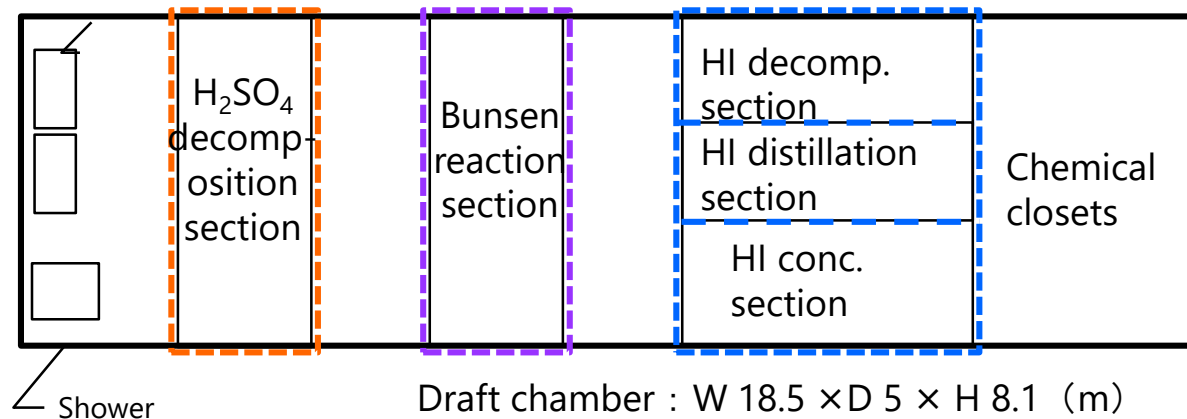 H₂SO₄
decomp-
osition
section
Bunsen
reaction
section
HI decomp.
section
HI distillation
section
HI conc.
section
Chemical
closets
Shower
Draft chamber：W 18.5 ×D 5 × H 8.1（m）